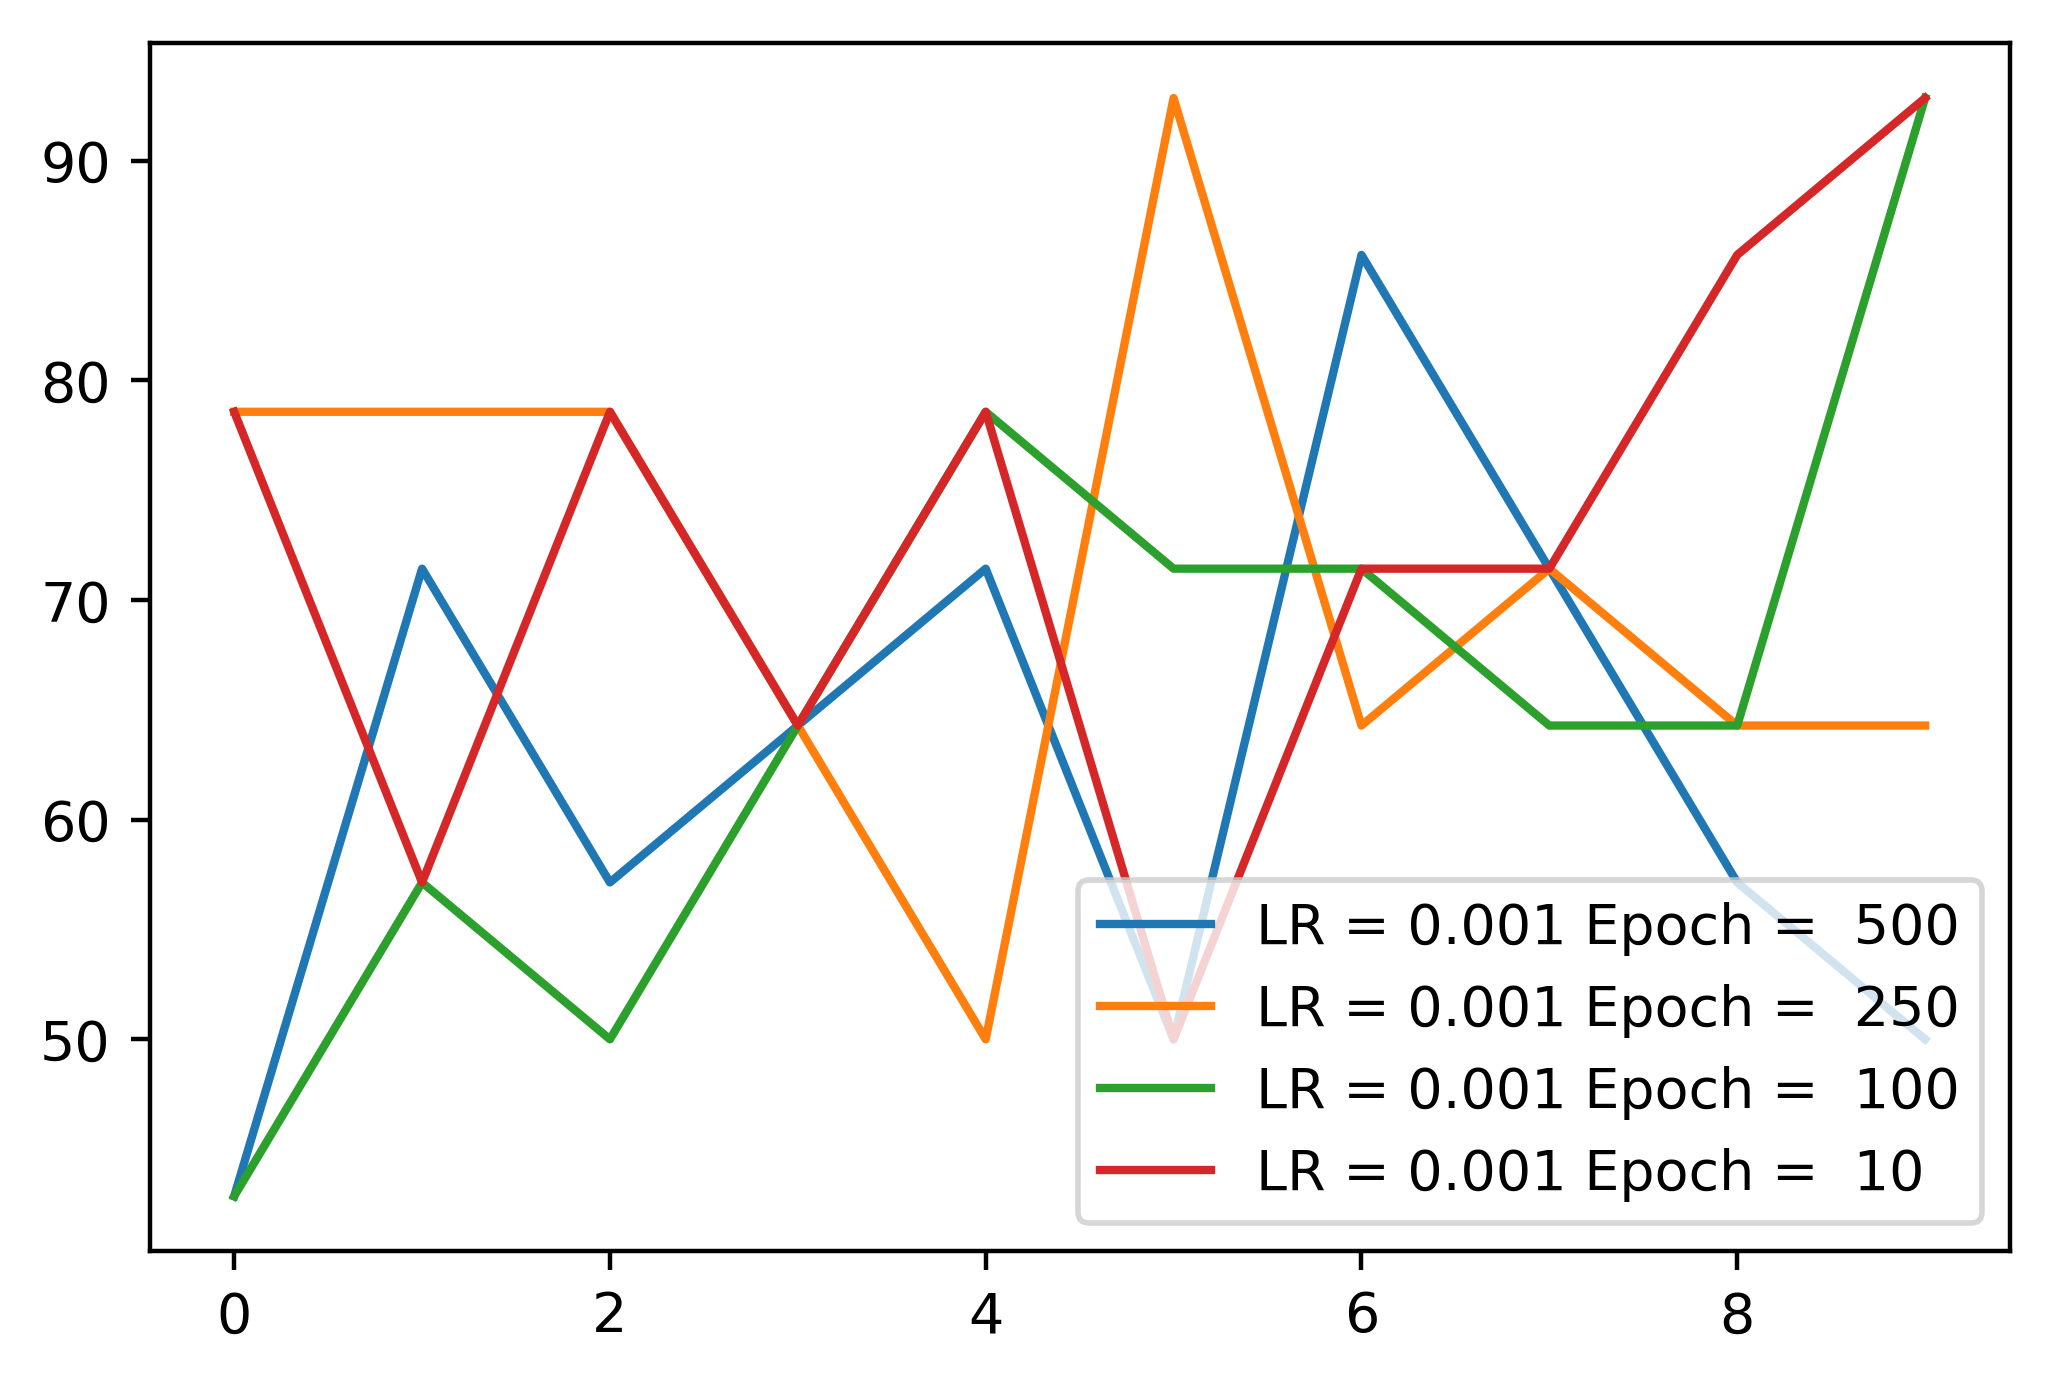 90
80
70
60
50
0 2 4 6 8
LR = 0.001 Epoch =  500
LR = 0.001 Epoch =  250
LR = 0.001 Epoch =  100
LR = 0.001 Epoch =  10